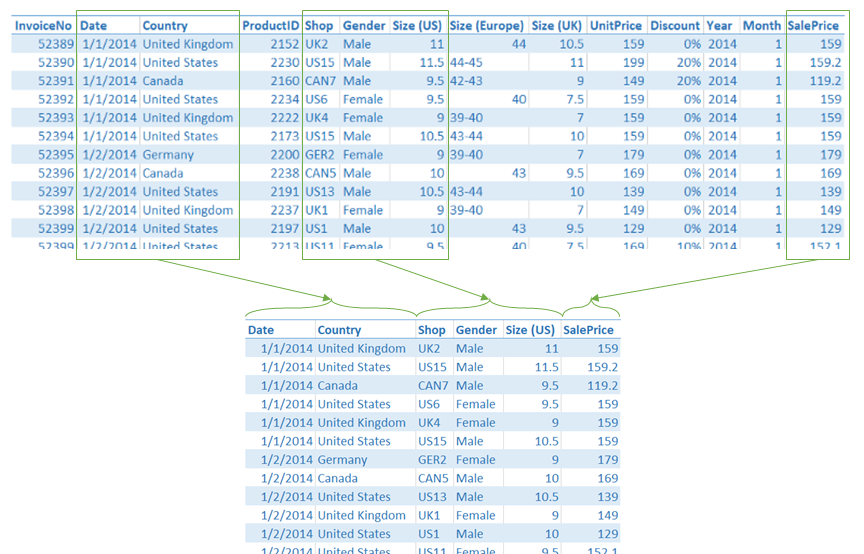 InvoiceNo Date Country ProductID Shop Gender Size (US) Size (Europe) Size (UK) UnitPrice Discount Year Month SalePrice
52389 1/1/2014 United Kingdom 2152 UK2 Male 11 44 10.5 159 0% 2014 1 159
52390 1/1/2014 United States 2230 US15 Male 11.5 44-45 11 199 20% 2014 1 159.2
52391 1/1/2014 Canada 2160 CAN7 Male 9.5 42-43 9 149 20% 2014 1 119.2
52392 1/1/2014 United States 2234 US6 Female 9.5 40 7.5 159 0% 2014 1 159
52393 1/1/2014 United Kingdom 2222 UK4 Female 9 39-40 7 159 0% 2014 1 159
52394 1/1/2014 United States 2173 US15 Male 10.5 43-44 10 159 0% 2014 1 159
52395 1/2/2014 Germany 2200 GER2 Female 9 39-40 7 179 0% 2014 1 179
52396 1/2/2014 Canada 2238 CAN5 Male 10 43 9.5 169 0% 2014 1 169
52397 1/2/2014 United States 2191 US13 Male 10.5 43-44 10 139 0% 2014 1 139
52398 1/2/2014 United Kingdom 2237 UK1 Female 9 39-40 7 149 0% 2014 1 149
52399 1/2/2014 United States 2197 US1 Male 10 43 9.5 129 0% 2014 1 129
52399 1/2/2014 United States 2213 US11 Female 9.5 40 7.5 169 10% 2014 1 152.1
Date Country Shop Gender Size (US) SalePrice
1/1/2014 United Kingdom UK2 Male 11 159
1/1/2014 United States US15 Male 11.5 159.2
1/1/2014 Canada CAN7 Male 9.5 119.2
1/1/2014 United States US6 Female 9.5 159
1/1/2014 United Kingdom UK4 Female 9 159
1/1/2014 United States US15 Male 10.5 159
1/2/2014 Germany GER2 Female 9 179
1/2/2014 Canada CAN5 Male 10 169
1/2/2014 United States US13 Male 10.5 139
1/2/2014 United Kingdom UK1 Female 9 149
1/2/2014 United States US1 Male 10 129
1/2/2014 United States US11 Female 9.5 152.1